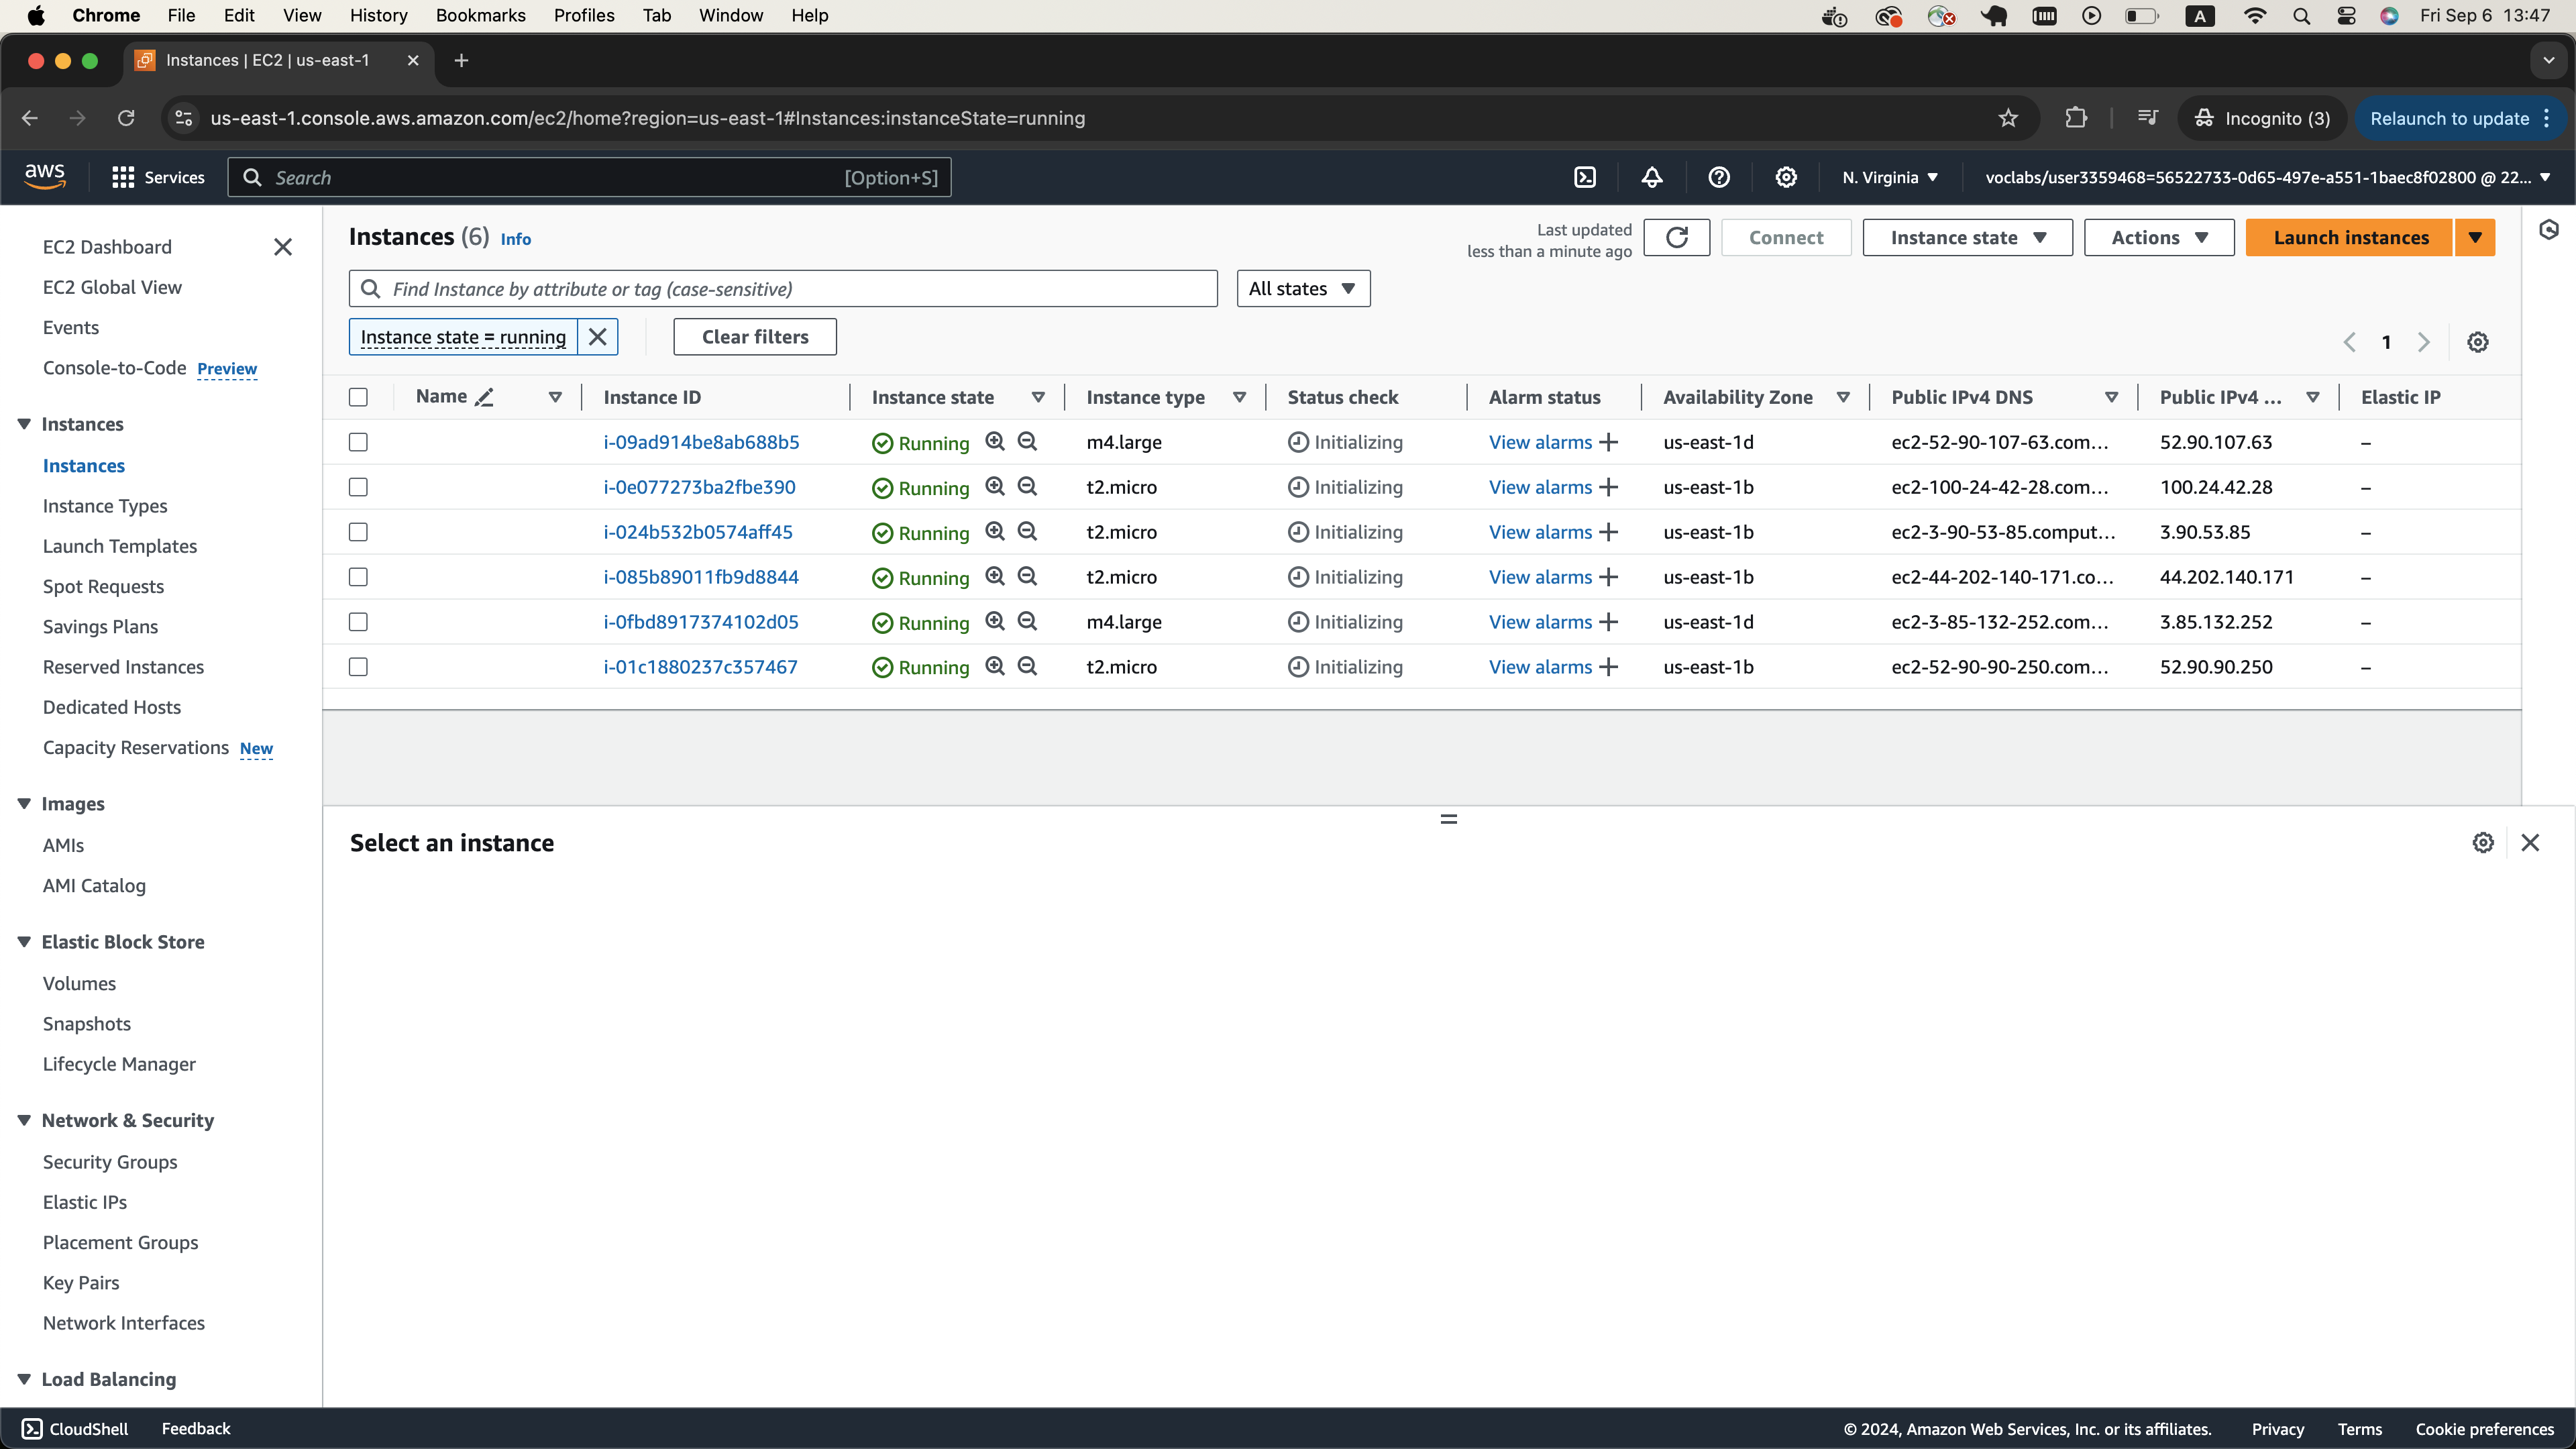 Chrome File Edit View History Bookmarks Profiles Tab Window Help A Fri Sep 6 13:47
Instances | EC2 | us-east-1
us-east-1.console.aws.amazon.com/ec2/home?region=us-east-1#Instances:instanceState=running Incognito (3) Relaunch to update
aws Services Search [Option+S] N. Virginia voclabs/user3359468=56522733-0d65-497e-a551-1baec8f02800 @ 22...
EC2 Dashboard
EC2 Global View
Events
Console-to-Code Preview
Instances
Instances
Instance Types
Launch Templates
Spot Requests
Savings Plans
Reserved Instances
Dedicated Hosts
Capacity Reservations New
Images
AMIs
AMI Catalog
Elastic Block Store
Volumes
Snapshots
Lifecycle Manager
Network & Security
Security Groups
Elastic IPs
Placement Groups
Key Pairs
Network Interfaces
Load Balancing
Instances (6) Info
Last updated
less than a minute ago
Connect Instance state Actions Launch instances
Find Instance by attribute or tag (case-sensitive) All states
Instance state = running Clear filters 1
Name Instance ID Instance state Instance type Status check Alarm status Availability Zone Public IPv4 DNS Public IPv4 ... Elastic IP
i-09ad914be8ab688b5 Running m4.large Initializing View alarms us-east-1d ec2-52-90-107-63.com... 52.90.107.63 –
i-0e077273ba2fbe390 Running t2.micro Initializing View alarms us-east-1b ec2-100-24-42-28.com... 100.24.42.28 –
i-024b532b0574aff45 Running t2.micro Initializing View alarms us-east-1b ec2-3-90-53-85.comput... 3.90.53.85 –
i-085b89011fb9d8844 Running t2.micro Initializing View alarms us-east-1b ec2-44-202-140-171.co... 44.202.140.171 –
i-0fbd8917374102d05 Running m4.large Initializing View alarms us-east-1d ec2-3-85-132-252.com... 3.85.132.252 –
i-01c1880237c357467 Running t2.micro Initializing View alarms us-east-1b ec2-52-90-90-250.com... 52.90.90.250 –
Select an instance
CloudShell Feedback © 2024, Amazon Web Services, Inc. or its affiliates. Privacy Terms Cookie preferences